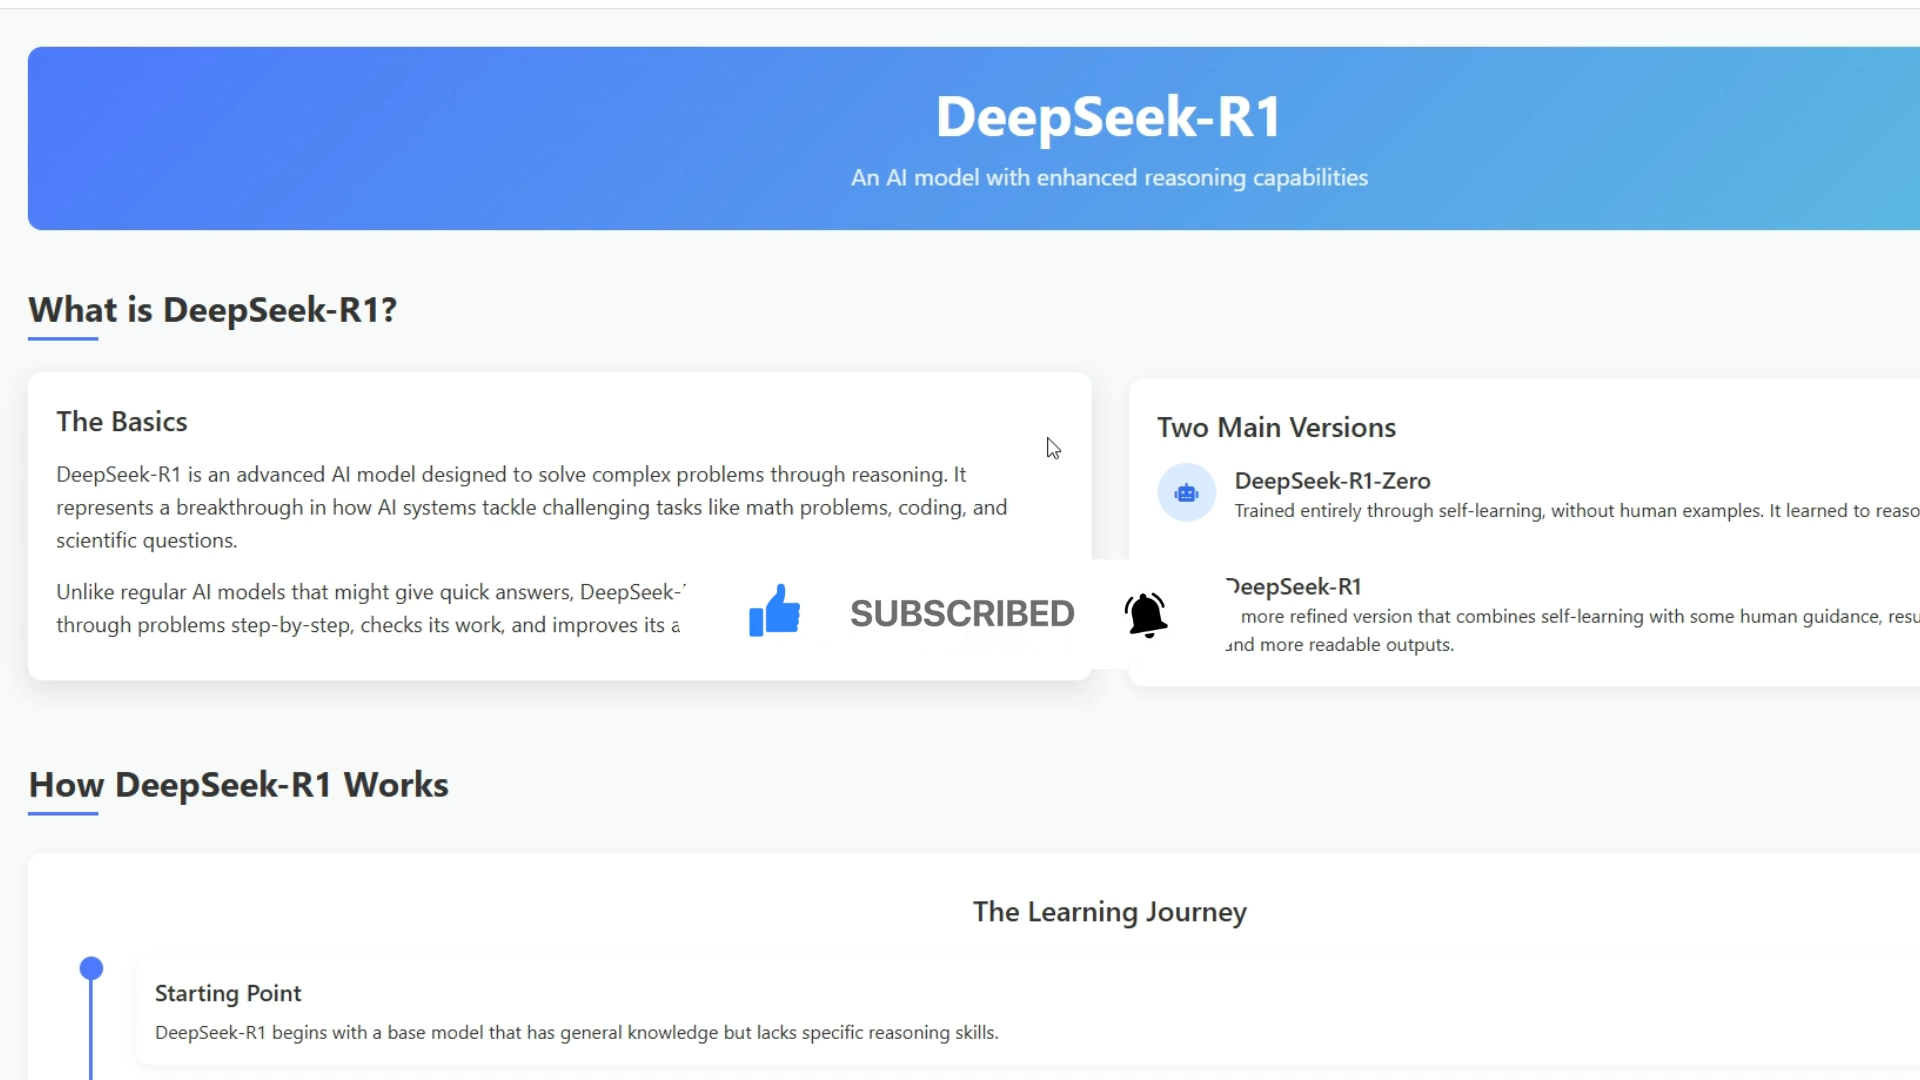 DeepSeek-R1
An AI model with enhanced reasoning capabilities
What is DeepSeek-R1?
The Basics
DeepSeek-R1 is an advanced AI model designed to solve complex problems through reasoning. It
represents a breakthrough in how AI systems tackle challenging tasks like math problems, coding, and
scientific questions.
Unlike regular AI models that might give quick answers, DeepSeek-
through problems step-by-step, checks its work, and improves its
Two Main Versions
DeepSeek-R1-Zero
Trained entirely through self-learning, without human examples. It learned to
DeepSeek-R1
more refined version that combines self-learning with some human guidance,
and more readable outputs.
SUBSCRIBED
How DeepSeek-R1 Works
The Learning Journey
Starting Point
DeepSeek-R1 begins with a base model that has general knowledge but lacks specific reasoning skills.